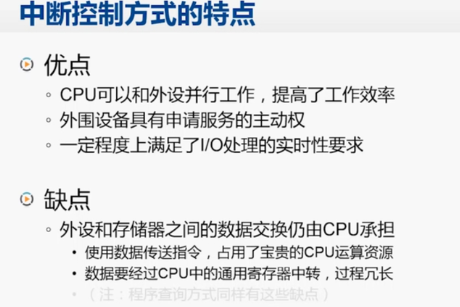 中断控制方式的特点
优点
CPU可以和外设并行工作，提高了工作效率
外围设备具有申请服务的主动权
一定程度上满足了I/O处理的实时性要求
缺点
外设和存储器之间的数据交换仍由CPU承担
使用数据传送指令，占用了宝贵的CPU运算资源
数据要经过CPU中的通用寄存器中转，过程冗长
（注：程序查询方式同样有这些缺点）